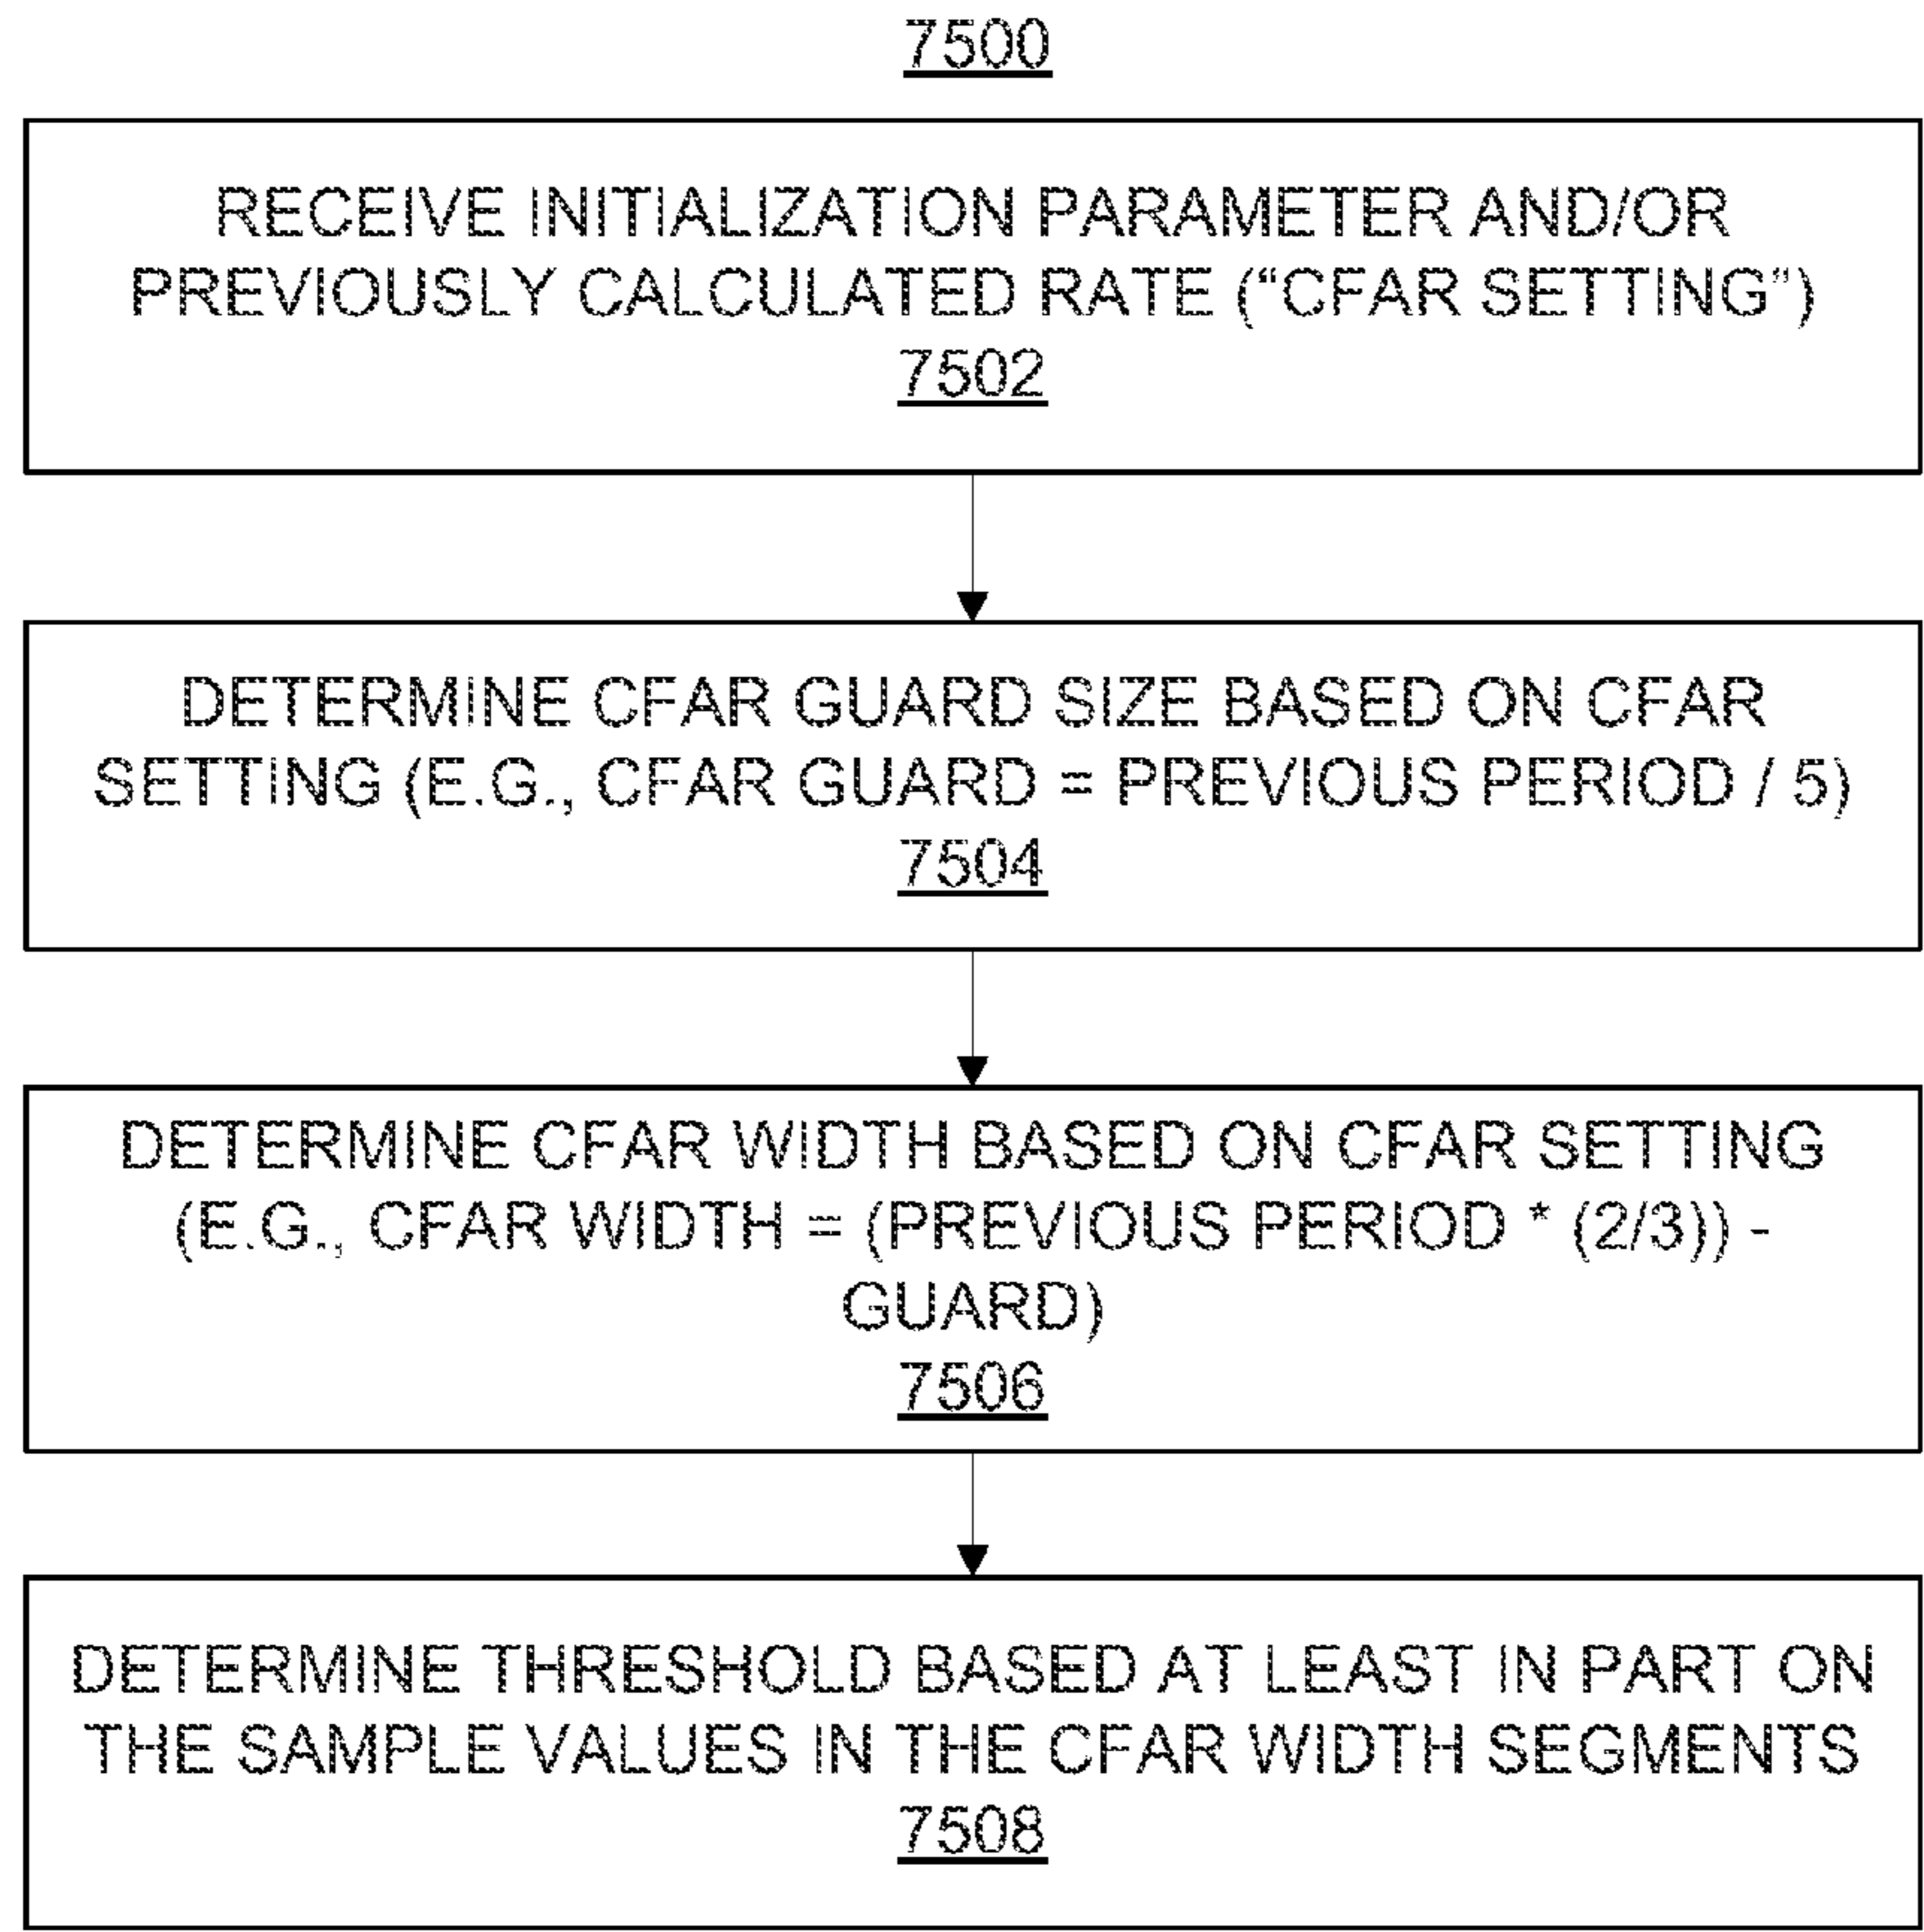 7500
RECEIVE INITIALIZATION PARAMETER AND/OR
PREVIOUSLY CALCULATED RATE (“CFAR SETTING”)
7502
DETERMINE CFAR GUARD SIZE BASED ON CFAR
SETTING (E.G., CFAR GUARD = PREVIOUS PERIOD / 5)
7504
DETERMINE CFAR WIDTH BASED ON CFAR SETTING
(E.G., CFAR WIDTH = (PREVIOUS PERIOD * (2/3)) -
GUARD)
7506
DETERMINE THRESHOLD BASED AT LEAST IN PART ON
THE SAMPLE VALUES IN THE CFAR WIDTH SEGMENTS
7508